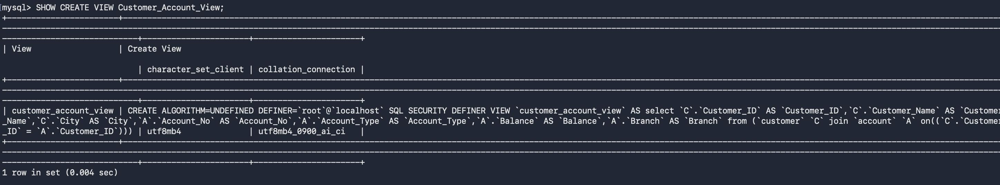 mysql> SHOW CREATE VIEW Customer_Account_View;
| View | Create View
| character_set_client | collation_connection |
| customer_account_view | CREATE ALGORITHM=UNDEFINED DEFINER=`root`@`localhost` SQL SECURITY DEFINER VIEW `customer_account_view` AS select `C`.`Customer_ID` AS `Customer_ID`,`C`.`Customer_Name` AS `Customer
_Name`,`C`.`City` AS `City`,`A`.`Account_No` AS `Account_No`,`A`.`Account_Type` AS `Account_Type`,`A`.`Balance` AS `Balance`,`A`.`Branch` AS `Branch` from (`customer` `C` join `account` `A` on((`C`.`Customer
_ID` = `A`.`Customer_ID`))) | utf8mb4 | utf8mb4_0900_ai_ci |
1 row in set (0.004 sec)